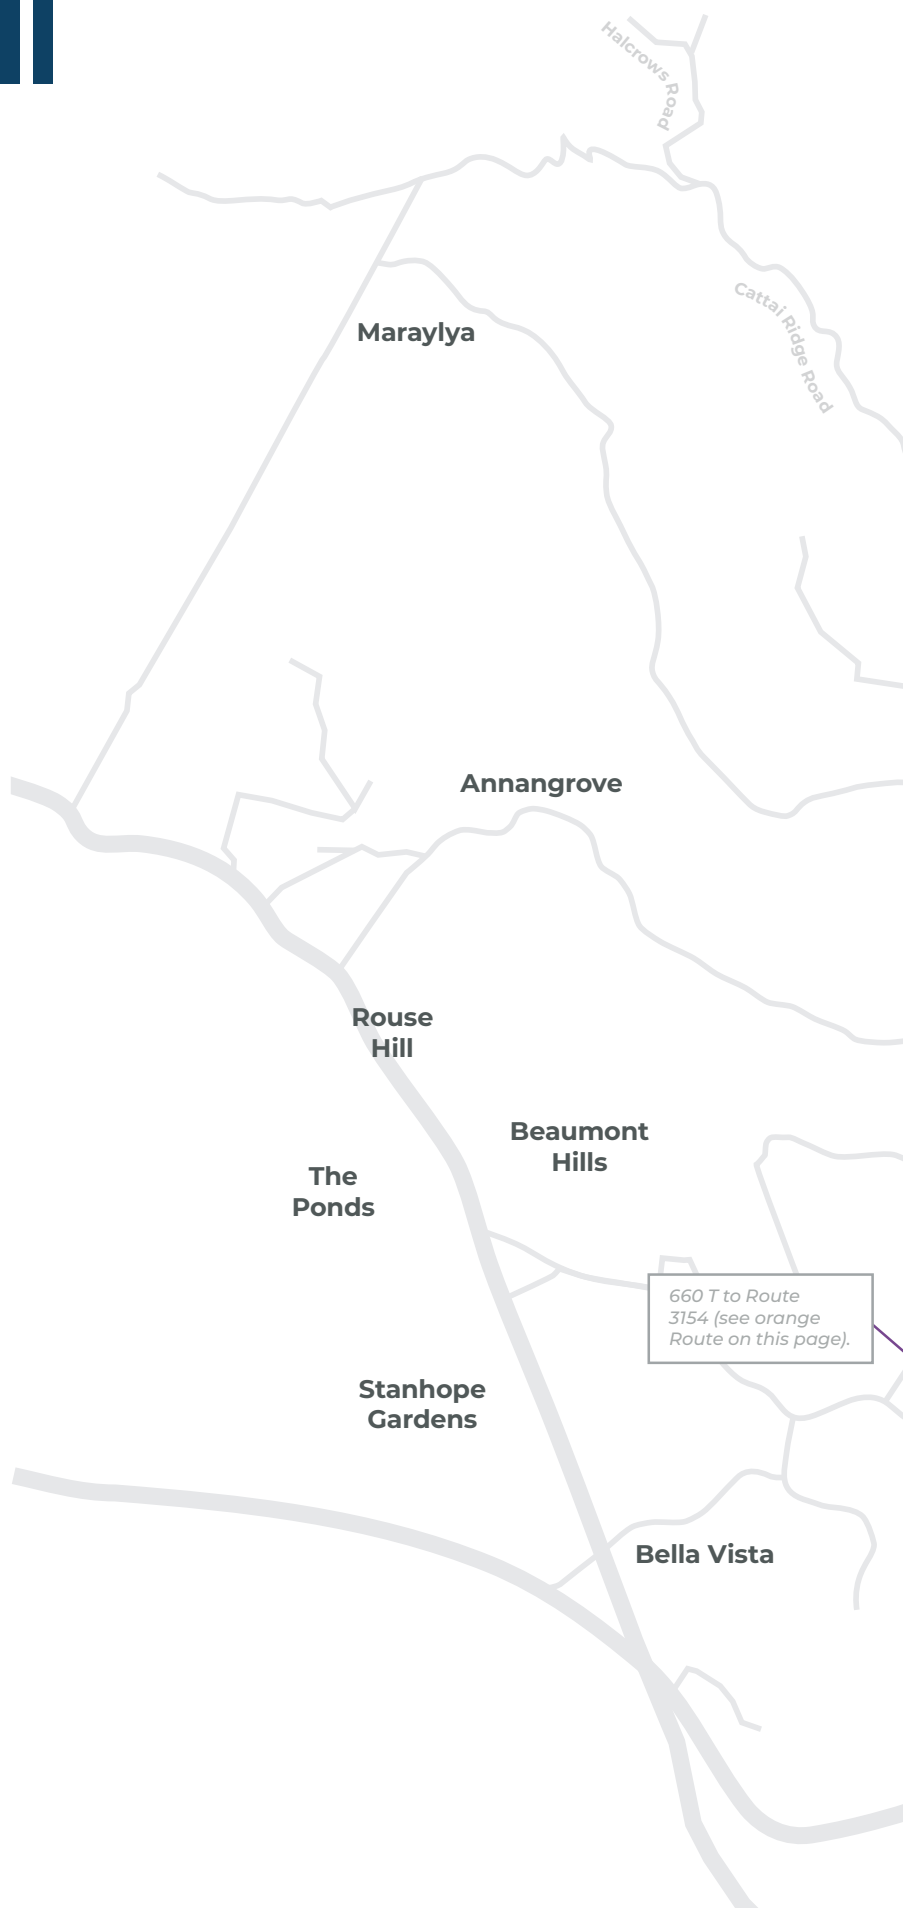 Halcrows Road
Cattai Ridge Road
Maraylya
Annangrove
Rouse
Hill
Beaumont
Hills
The
Ponds
660 T to Route
3154 (see orange
Route on this page).
Stanhope
Gardens
Bella Vista